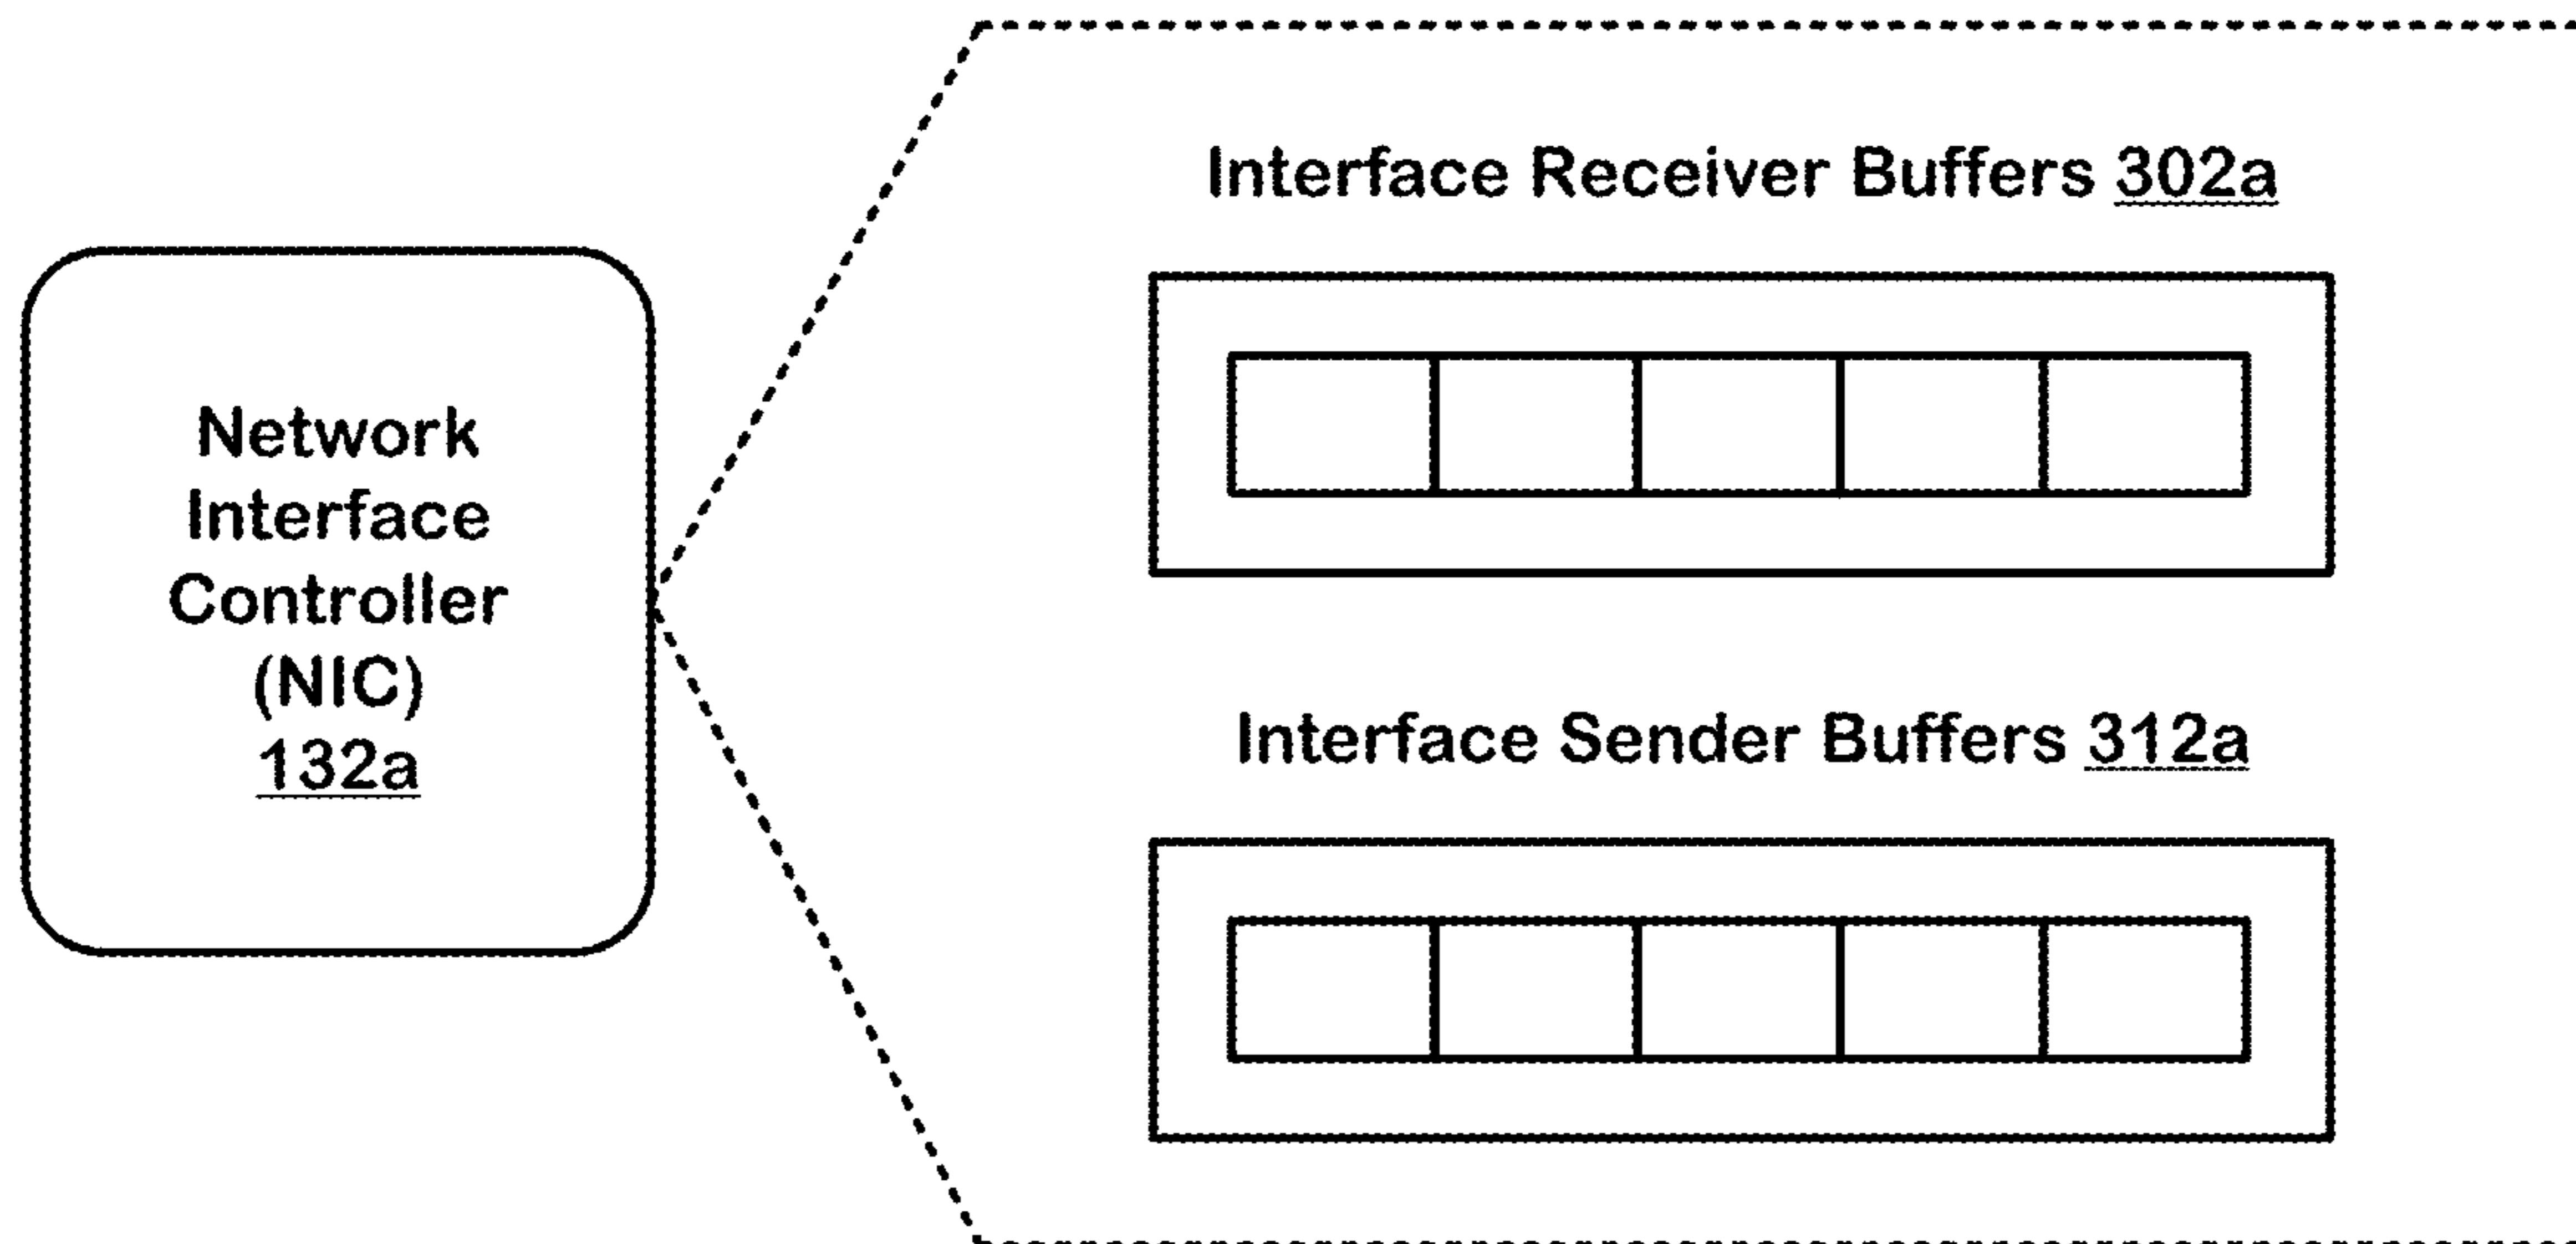 Network
Interface
Controller
(NIC)
132a
Interface Receiver Buffers 302a
Interface Sender Buffers 312a